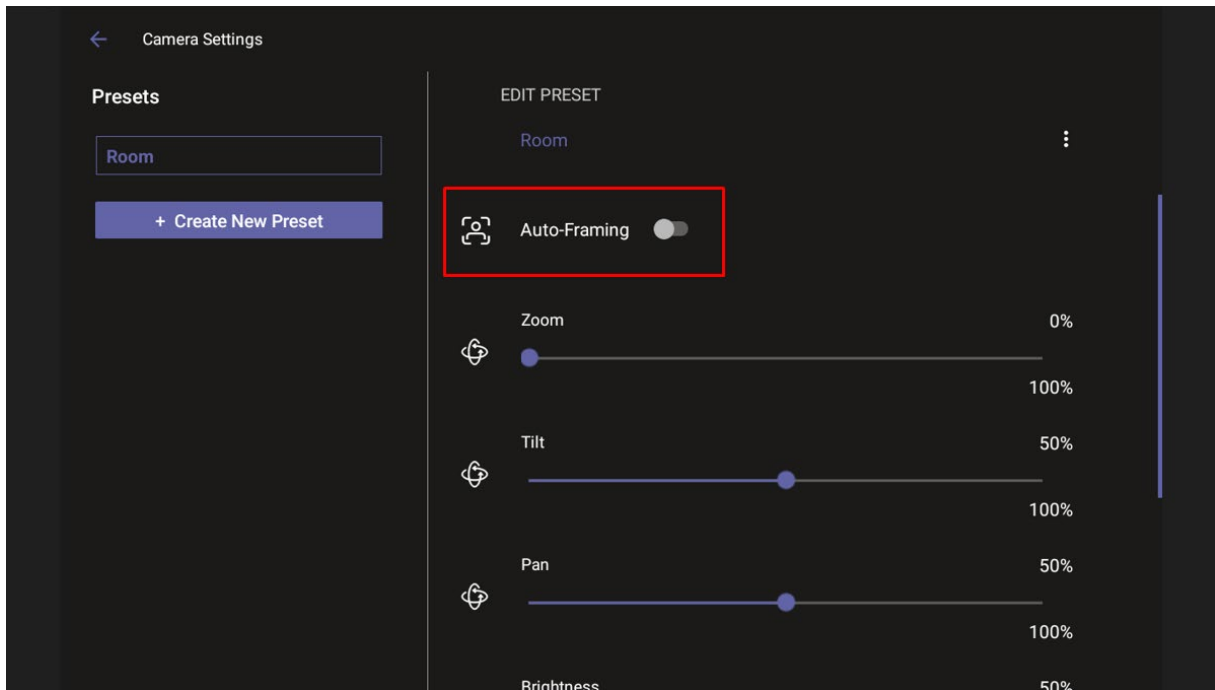 Camera Settings
Presets
Room
+ Create New Preset
EDIT PRESET
Room
Auto-Framing
Zoom 0%
100%
Tilt 50%
100%
Pan 50%
100%
Brightness 50%